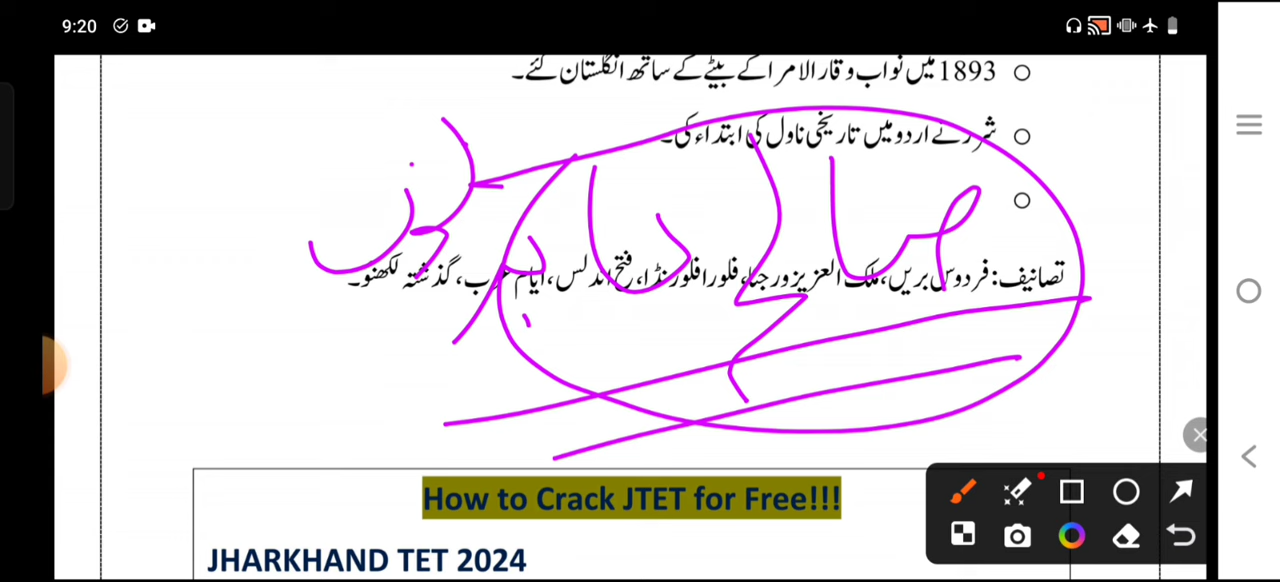 9:20
1893 میں نواب وقار الامرا کے بیٹے کے ساتھ انگلستان گئے۔
شرر نے اردو میں تاریخی ناول کی ابتداء کی۔
تصانیف: فردوس بریں، ملک العزیز ورجنا، فلورا فلورنڈا، فتح اندلس، ایام عرب، گذشتہ لکھنؤ۔
How to Crack JTET for Free!!!
JHARKHAND TET 2024